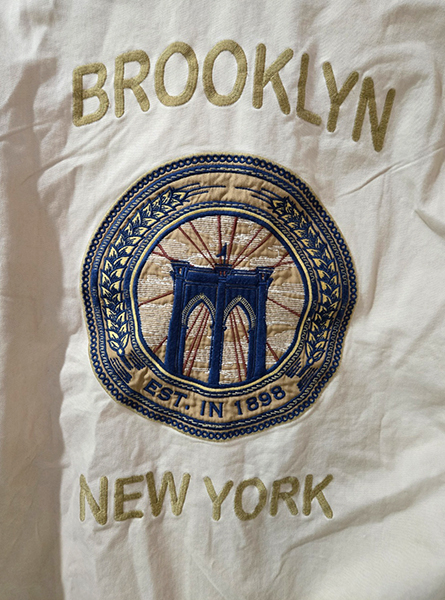 BROOKLYN
EST. IN 1898
NEW YORK